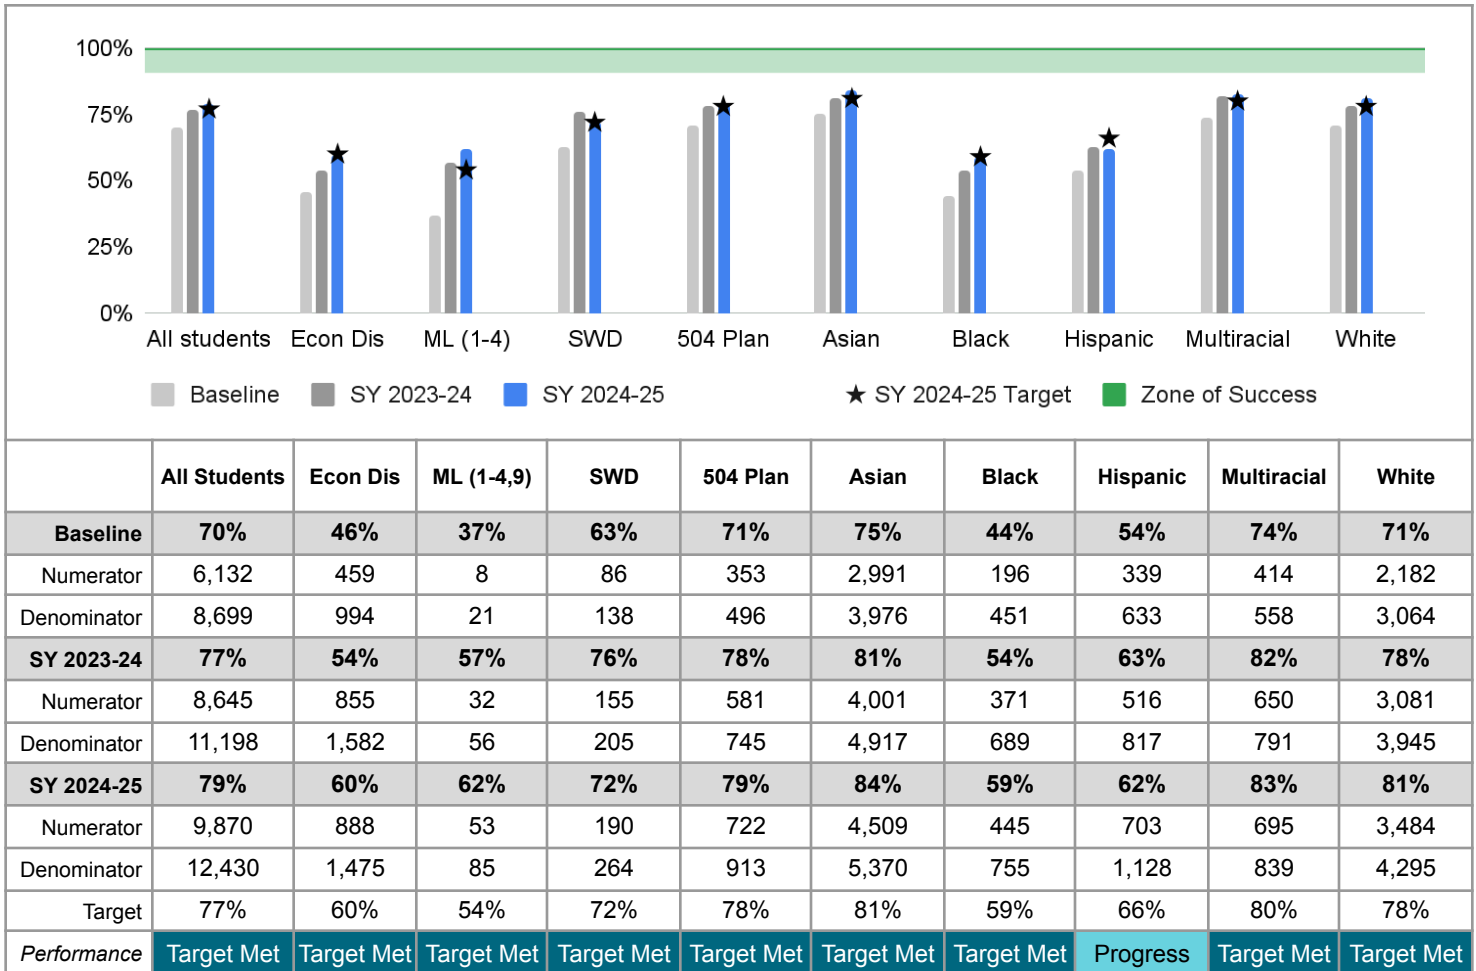 100%
75%
50%
25%
0%
All students Econ Dis ML (1-4) SWD 504 Plan Asian Black Hispanic Multiracial White
Baseline SY 2023-24 SY 2024-25 ★ SY 2024-25 Target Zone of Success
All Students Econ Dis ML (1-4,9) SWD 504 Plan Asian Black Hispanic Multiracial White
Baseline 70% 46% 37% 63% 71% 75% 44% 54% 74% 71%
Numerator 6,132 459 8 86 353 2,991 196 339 414 2,182
Denominator 8,699 994 21 138 496 3,976 451 633 558 3,064
SY 2023-24 77% 54% 57% 76% 78% 81% 54% 63% 82% 78%
Numerator 8,645 855 32 155 581 4,001 371 516 650 3,081
Denominator 11,198 1,582 56 205 745 4,917 689 817 791 3,945
SY 2024-25 79% 60% 62% 72% 79% 84% 59% 62% 83% 81%
Numerator 9,870 888 53 190 722 4,509 445 703 695 3,484
Denominator 12,430 1,475 85 264 913 5,370 755 1,128 839 4,295
Target 77% 60% 54% 72% 78% 81% 59% 66% 80% 78%
Performance Target Met Target Met Target Met Target Met Target Met Target Met Target Met Progress Target Met Target Met